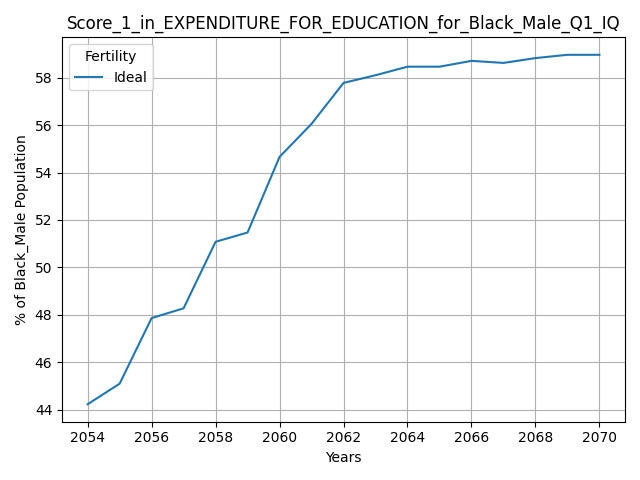 Score_1_in_EXPENDITURE_FOR_EDUCATION_for_Black_Male_Q1_IQ
Fertility
Ideal
% of Black_Male Population
58
56
54
52
50
48
46
44
2054 2056 2058 2060 2062 2064 2066 2068 2070
Years